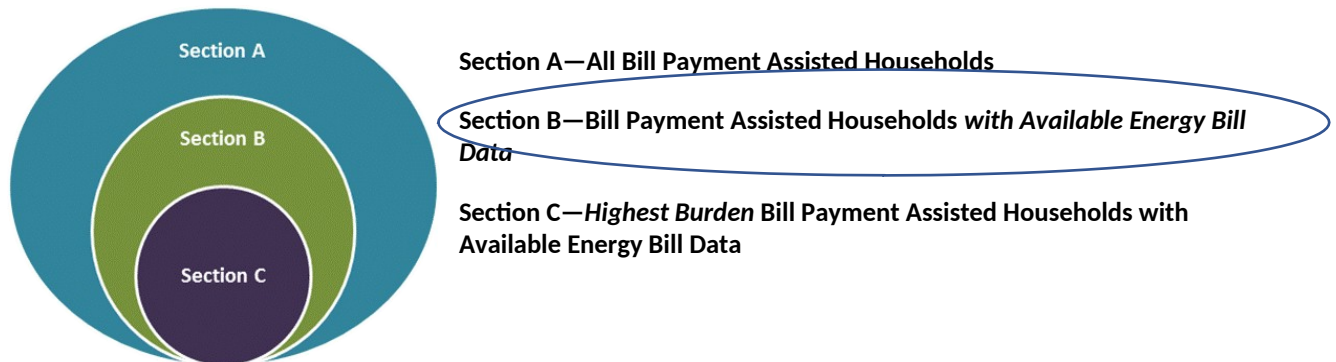 Section A
Section B
Section C
Section A—All Bill Payment Assisted Households
Section B—Bill Payment Assisted Households with Available Energy Bill
Data
Section C—Highest Burden Bill Payment Assisted Households with
Available Energy Bill Data